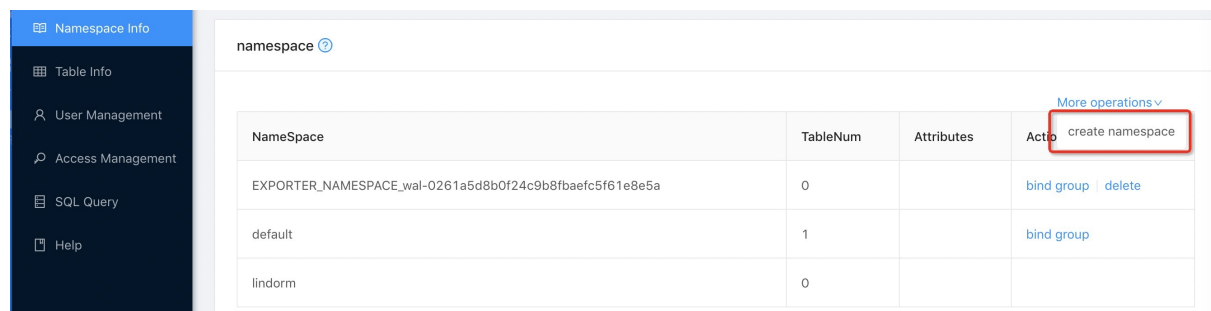 Namespace Info
Table Info
User Management
Access Management
SQL Query
Help
namespace ?
More operations
create namespace
NameSpace TableNum Attributes
EXPORTER_NAMESPACE_wal-0261a5d8b0f24c9b8fbaefc5f61e8e5a 0 bind group delete
default 1 bind group
lindorm 0